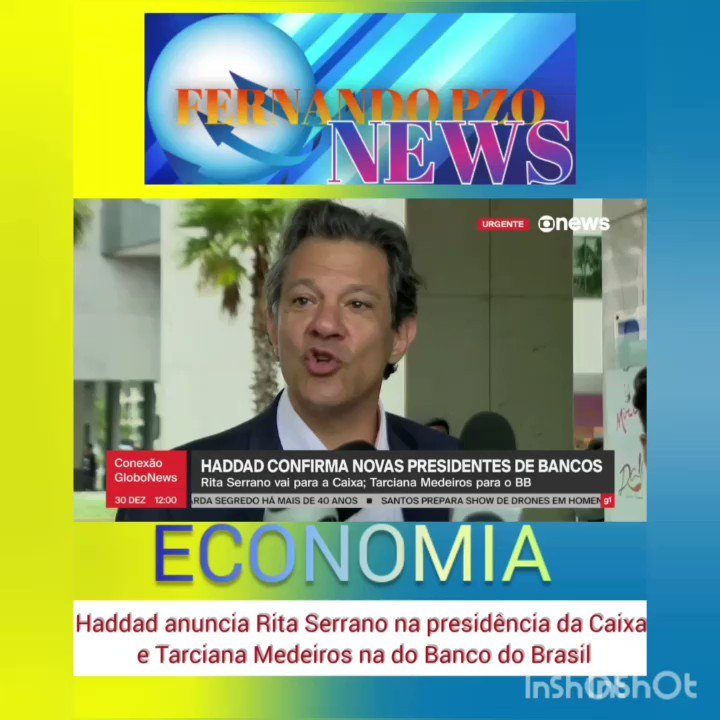 FERNANDO PZO
NEWS
URGENTE
news
Conexão
GloboNews
30 DEZ 12:00
HADDAD CONFIRMA NOVAS PRESIDENTES DE BANCOS
Rita Serrano vai para a Caixa; Tarciana Medeiros para o BB
ARDA SEGREDO HÁ MAIS DE 40 ANOS ■ SANTOS PREPARA SHOW DE DRONES EM HOMEN
g1
ECONOMIA
Haddad anuncia Rita Serrano na presidência da Caixa
e Tarciana Medeiros na do Banco do Brasil
InShOt